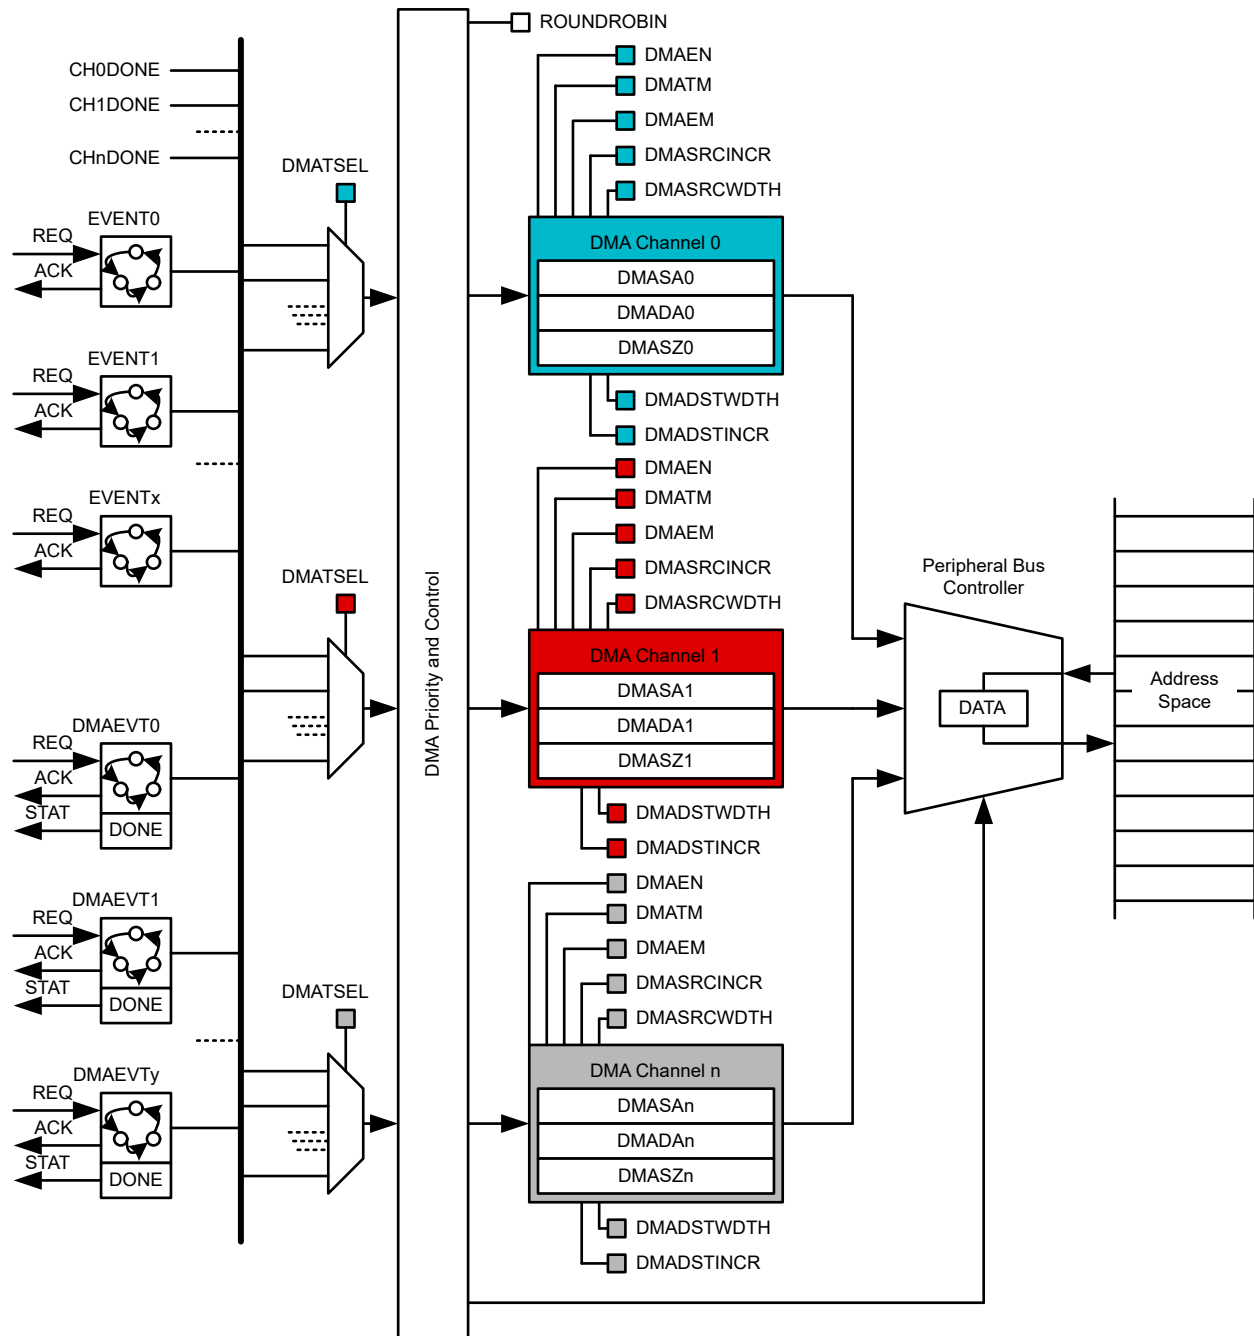 ROUNDROBIN
CH0DONE
CH1DONE
CHnDONE
EVENT0
REQ
ACK
EVENT1
REQ
ACK
EVENTx
REQ
ACK
DMAEVT0
REQ
ACK
STAT
DONE
DMAEVT1
REQ
ACK
STAT
DONE
DMAEVTy
REQ
ACK
STAT
DONE
DMATSEL
DMATSEL
DMATSEL
DMA Priority and Control
DMAEN
DMATM
DMAEM
DMASRCINCR
DMASRCWDTH
DMA Channel 0
DMASA0
DMADA0
DMASZ0
DMADSTWDTH
DMADSTINCR
DMAEN
DMATM
DMAEM
DMASRCINCR
DMASRCWDTH
DMA Channel 1
DMASA1
DMADA1
DMASZ1
DMADSTWDTH
DMADSTINCR
DMAEN
DMATM
DMAEM
DMASRCINCR
DMASRCWDTH
DMA Channel n
DMASAn
DMADAn
DMASZn
DMADSTWDTH
DMADSTINCR
Peripheral Bus
Controller
DATA
Address
Space